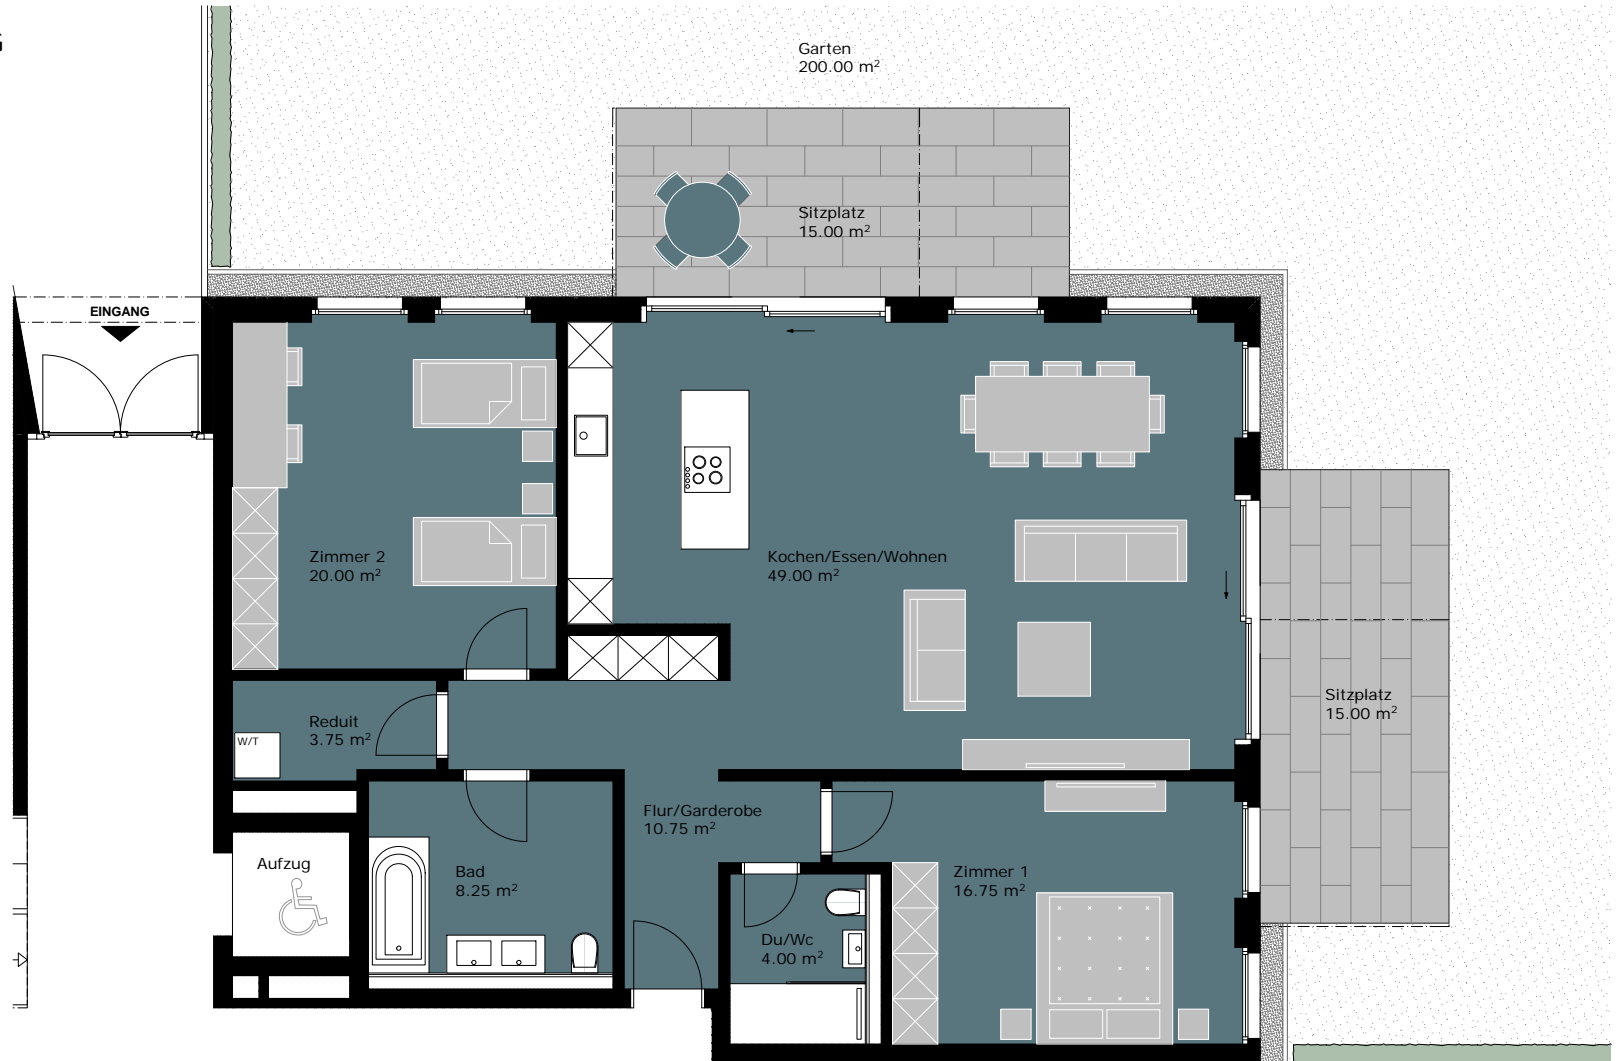 G
Garten
200.00 m²
Sitzplatz
15.00 m²
EINGANG
Zimmer 2
20.00 m²
Kochen/Essen/Wohnen
49.00 m²
Sitzplatz
15.00 m²
Reduit
3.75 m²
W/T
Flur/Garderobe
10.75 m²
Aufzug
Bad
8.25 m²
Zimmer 1
16.75 m²
Du/Wc
4.00 m²